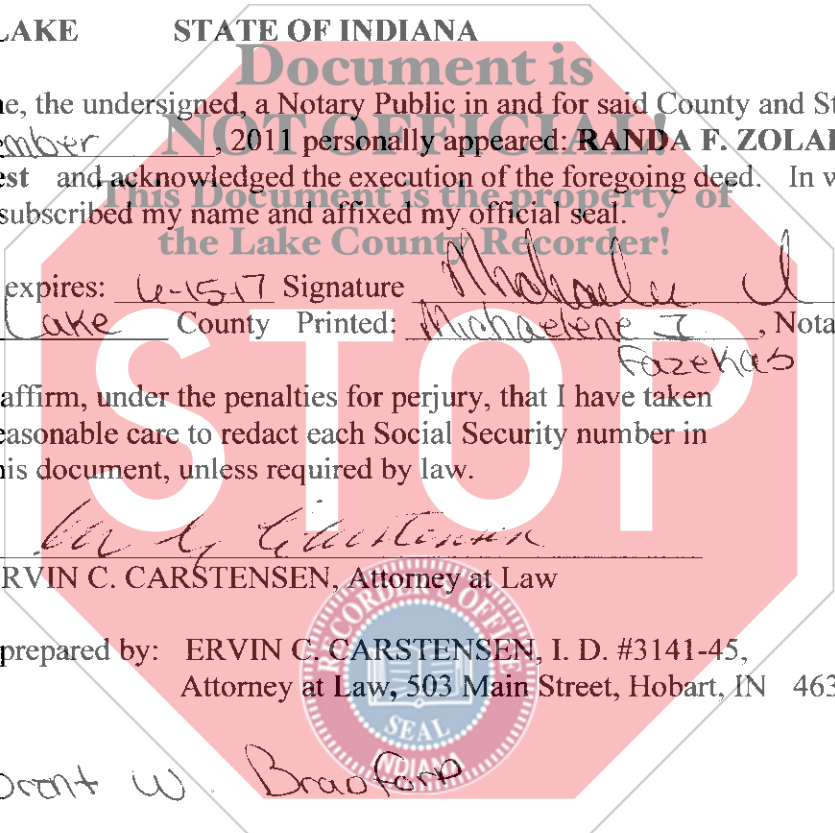 LAKE STATE OF INDIANA
Document is
ne, the undersigned, a Notary Public in and for said County and St
ember , 2011 personally appeared: RANDA F. ZOLA
NOT OFFICIAL!
est and acknowledged the execution of the foregoing deed. In w
This Document is the property of
subscribed my name and affixed my official seal.
the Lake County Recorder!
expires: 6-15-17 Signature
Lake County Printed: Michaelene I , Nota
Fazekas
affirm, under the penalties for perjury, that I have taken
easonable care to redact each Social Security number in
his document, unless required by law.
STOP
RVIN C. CARSTENSEN, Attorney at Law
prepared by: ERVIN C. CARSTENSEN, I. D. #3141-45,
Attorney at Law, 503 Main Street, Hobart, IN 463
RECORDER OFFICE
SEAL
INDIANA
W. Bradford